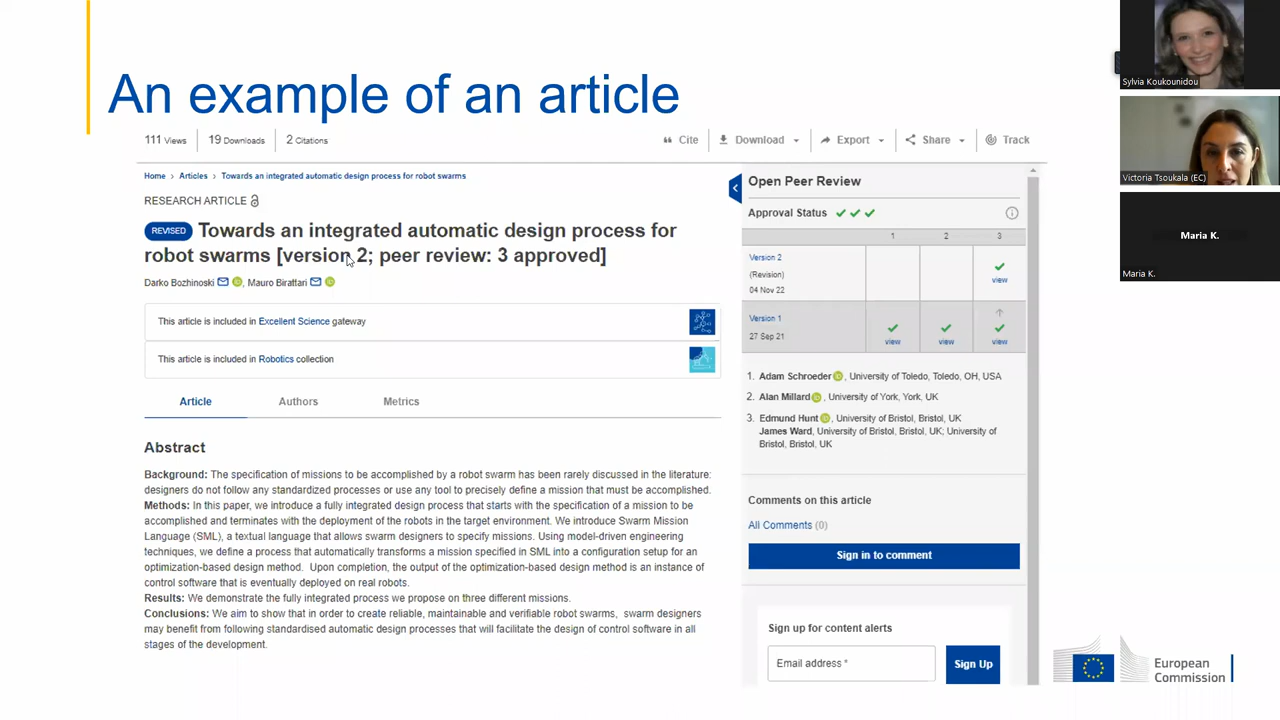 An example of an article
111 Views
19 Downloads
2 Citations
Cite
Download
Export
Share
Track
Home > Articles > Towards an integrated automatic design process for robot swarms
RESEARCH ARTICLE
REVISED Towards an integrated automatic design process for
robot swarms [version 2; peer review: 3 approved]
Darko Bozhinoski, Mauro Birattari
This article is included in Excellent Science gateway
This article is included in Robotics collection
Article
Authors
Metrics
Abstract
Background: The specification of missions to be accomplished by a robot swarm has been rarely discussed in the literature:
designers do not follow any standardized processes or use any tool to precisely define a mission that must be accomplished.
Methods: In this paper, we introduce a fully integrated design process that starts with the specification of a mission to be
accomplished and terminates with the deployment of the robots in the target environment. We introduce Swarm Mission
Language (SML), a textual language that allows swarm designers to specify missions. Using model-driven engineering
techniques, we define a process that automatically transforms a mission specified in SML into a configuration setup for an
optimization-based design method. Upon completion, the output of the optimization-based design method is an instance of
control software that is eventually deployed on real robots.
Results: We demonstrate the fully integrated process we propose on three different missions.
Conclusions: We aim to show that in order to create reliable, maintainable and verifiable robot swarms, swarm designers
may benefit from following standardised automatic design processes that will facilitate the design of control software in all
stages of the development.
Open Peer Review
Approval Status
1 2 3
Version 2
(Revision)
04 Nov 22
view
Version 1
27 Sep 21
view view view
1. Adam Schroeder, University of Toledo, Toledo, OH, USA
2. Alan Millard, University of York, York, UK
3. Edmund Hunt, University of Bristol, Bristol, UK
James Ward, University of Bristol, Bristol, UK; University of
Bristol, Bristol, UK
Comments on this article
All Comments (0)
Sign in to comment
Sign up for content alerts
Email address *
Sign Up
European
Commission
Sylvia Koukounidou
Victoria Tsoukala (EC)
Maria K.
Maria K.